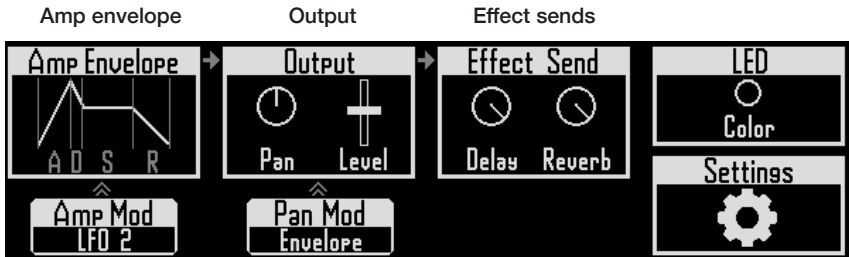 Amp envelope Output Effect sends
Amp Envelope Output Effect Send LED
Color
A D S R Pan Level Delay Reverb
Settings
Amp Mod Pan Mod
LFO 2 Envelope